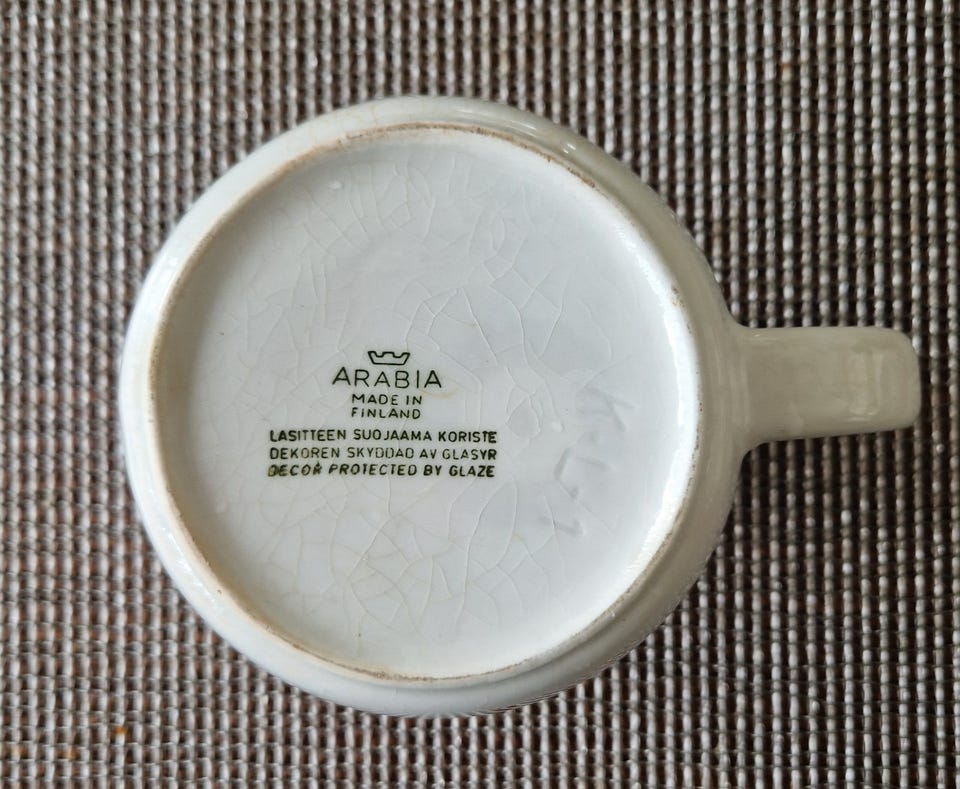 ARABIA
MADE IN
FINLAND
LASITTEEN SUOJAAMA KORISTE
DEKOREN SKYDDAD AV GLASYR
DECOR PROTECTED BY GLAZE